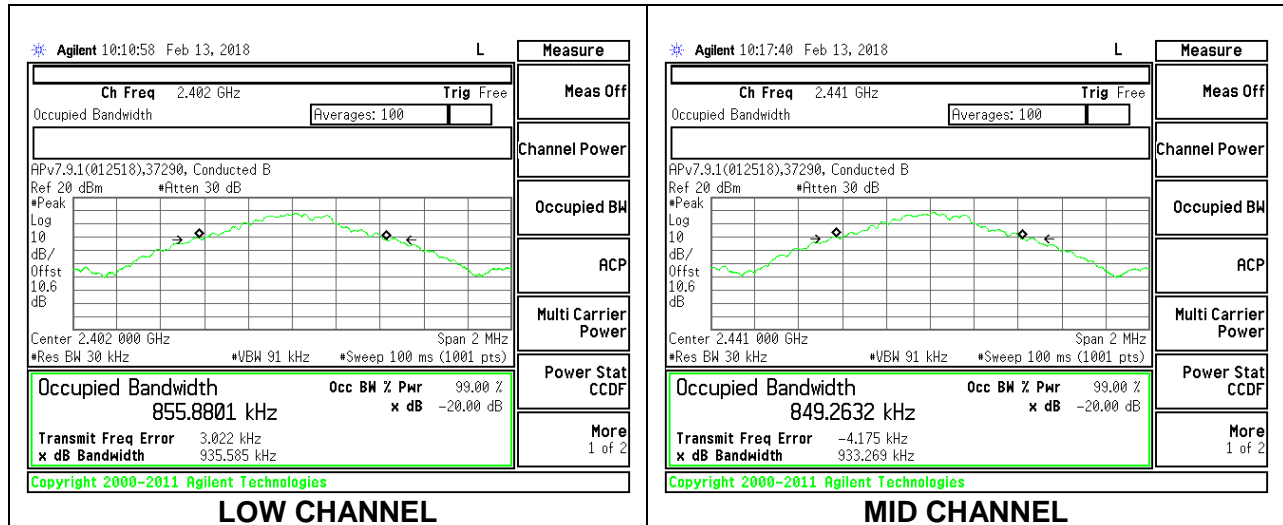 Agilent 10:10:58 Feb 13, 2018 L
Measure
Ch Freq 2.402 GHz Trig Free
Occupied Bandwidth Averages: 100
APv7.9.1(012518),37290, Conducted B
Ref 20 dBm #Atten 30 dB
#Peak
Log
10
dB/
Offst
10.6
dB
Center 2.402 000 GHz Span 2 MHz
#Res BW 30 kHz #VBW 91 kHz #Sweep 100 ms (1001 pts)
Occupied Bandwidth Occ BW % Pwr 99.00 %
855.8801 kHz x dB -20.00 dB
Transmit Freq Error 3.022 kHz
x dB Bandwidth 935.585 kHz
Copyright 2000-2011 Agilent Technologies
Meas Off
Channel Power
Occupied BW
ACP
Multi Carrier
Power
Power Stat
CCDF
More
1 of 2
LOW CHANNEL
Agilent 10:17:40 Feb 13, 2018 L
Measure
Ch Freq 2.441 GHz Trig Free
Occupied Bandwidth Averages: 100
APv7.9.1(012518),37290, Conducted B
Ref 20 dBm #Atten 30 dB
#Peak
Log
10
dB/
Offst
10.6
dB
Center 2.441 000 GHz Span 2 MHz
#Res BW 30 kHz #VBW 91 kHz #Sweep 100 ms (1001 pts)
Occupied Bandwidth Occ BW % Pwr 99.00 %
849.2632 kHz x dB -20.00 dB
Transmit Freq Error -4.175 kHz
x dB Bandwidth 933.269 kHz
Copyright 2000-2011 Agilent Technologies
Meas Off
Channel Power
Occupied BW
ACP
Multi Carrier
Power
Power Stat
CCDF
More
1 of 2
MID CHANNEL